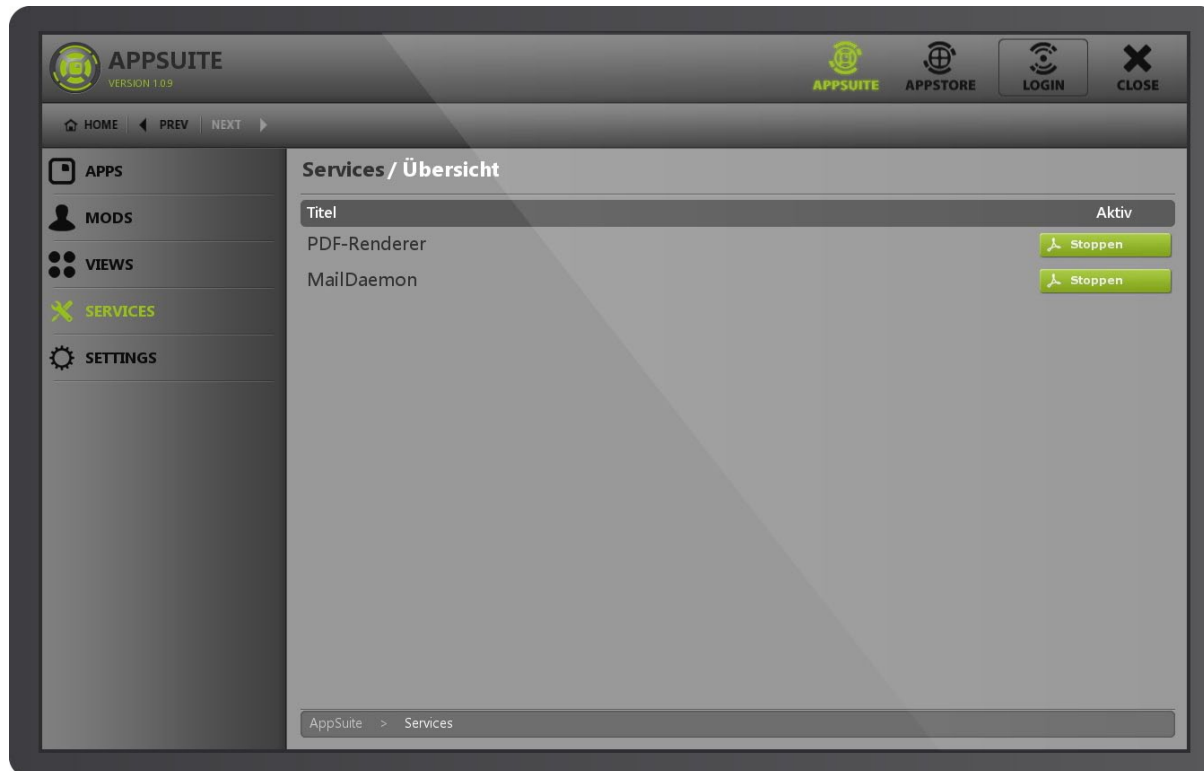 APPSUITE
VERSION 1.0.9
APPSUITE
APPSTORE
LOGIN
CLOSE
HOME
PREV
NEXT
APPS
MODS
VIEWS
SERVICES
SETTINGS
Services / Übersicht
Titel Aktiv
PDF-Renderer Stoppen
MailDaemon Stoppen
AppSuite > Services